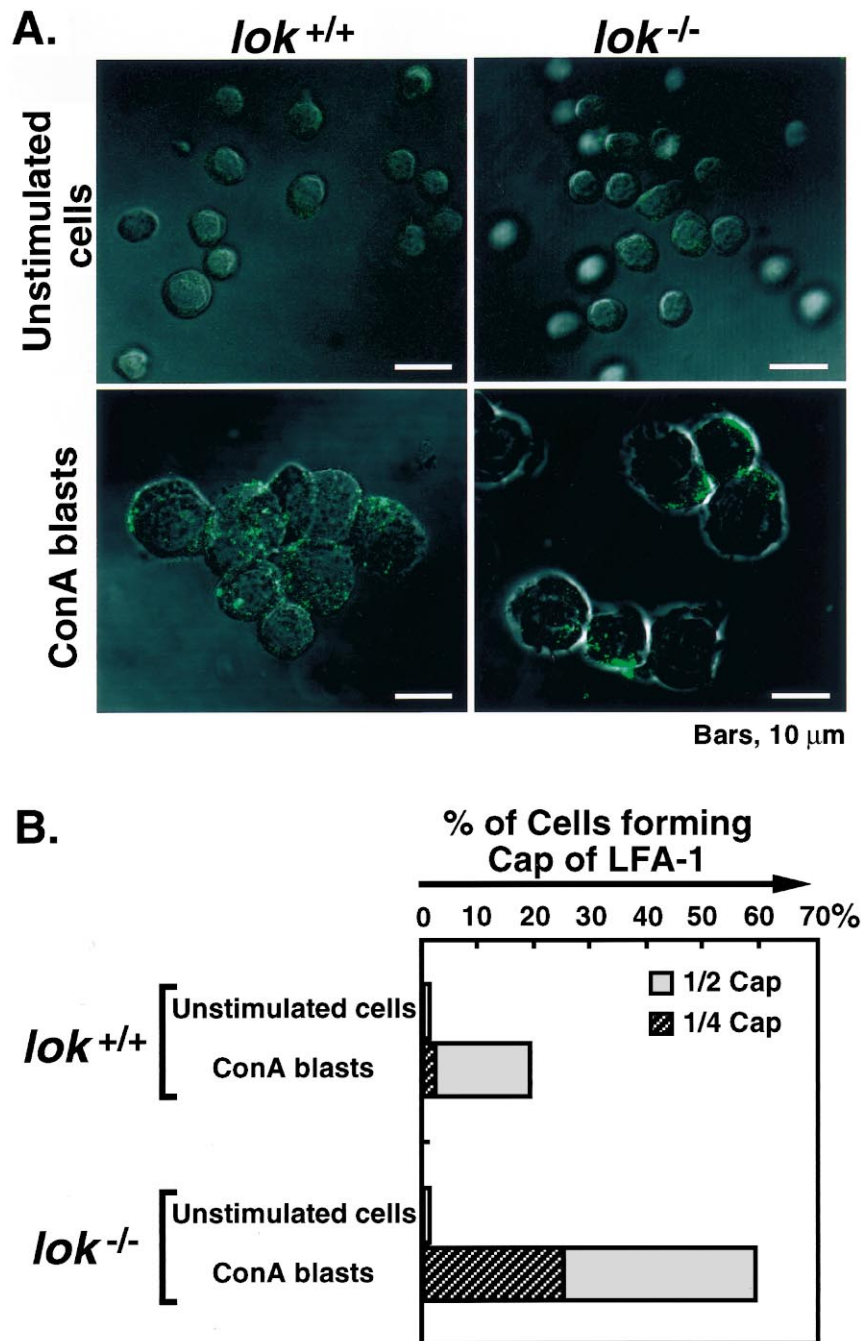 A.
lok +/+
lok -/-
Unstimulated cells
ConA blasts
Bars, 10 μm
B.
% of Cells forming
Cap of LFA-1
0 10 20 30 40 50 60 70%
1/2 Cap
1/4 Cap
lok +/+
Unstimulated cells
ConA blasts
lok -/-
Unstimulated cells
ConA blasts